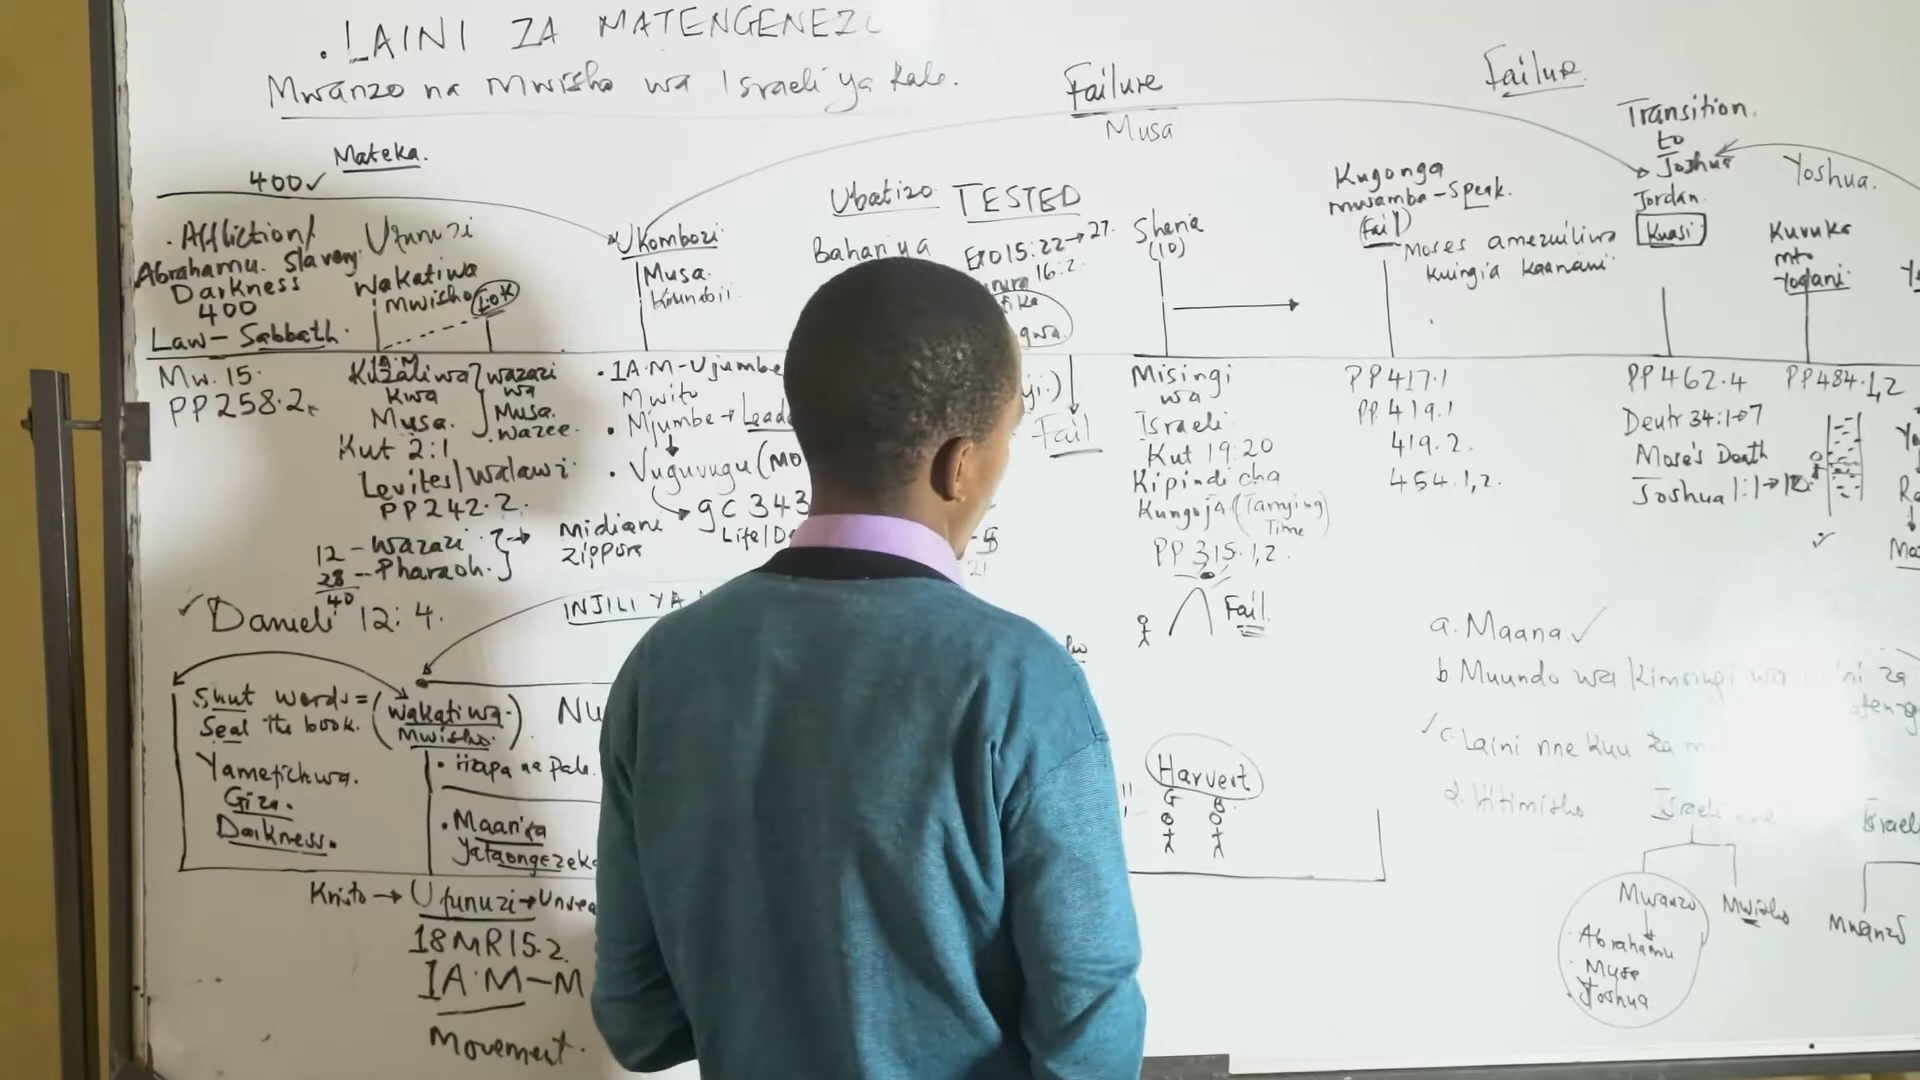 . LAINI ZA MATENGENEZO
Mwanzo na Mwisho wa Israeli ya Kale.
Failure
Musa
Failure
Transition
to
Joshua
Jordan.
Kuasi
Yoshua.
Mateka.
400✓
. Affliction/
Abrahamu. Slavery.
Darkness
400
Law - Sabbath.
Ufunuzi
Wakati wa
Mwisho
Ukombozi
Musa.
Ubatizo
Bahari ya
TESTED
Exo 15:22→27.
16:2.
Sheria
(10)
Kugonga
mwamba - Speak.
(Fail)
Moses amezuiliwa
kuingia kaanani.
Kuvuka
mto
Yodani.
Mw. 15.
PP 258.2.
Kuzaliwa
kwa
Musa.
wazazi
wa
Musa.
wazee.
Kut 2:1
Levites/Walawi.
PP 242.2.
12 - Wazazi.
28 - Pharaoh.
40
→ midiani
zippora
. 1A.M - Ujumbe
Mwito
. Mjumbe →
. Vuguvugu
→ gc 343
Fail
Misingi
wa
Israeli.
Kut 19:20
Kipindi cha
Kungoja (Tarrying
Time)
PP 315.1,2.
Fail.
PP 417.1
PP. 419.1
419.2.
454.1,2.
PP 462.4
Deutr 34:1→7
Mose's Death
Joshua 1:1→
PP 484.1,2
✓ Danieli 12:4.
INJILI YA
Shut words =
Seal the book.
Yamefichwa.
Giza.
Darkness.
(Wakati wa
Mwisho.)
. Hapa na pale.
. Maarifa
yataongezeka
Kristo → Ufunuzi →
18MR 15.2
1A.M - M
Movement.
Harvest
G B
a. Maana ✓
b. Muundo wa Kimsingi wa
✓ c. Laini nne kuu za m
d. Hitimisho
Israeli
Mwanzo
Abrahamu
. Musa
. Joshua
Mwisho
Israeli
Mwanzo